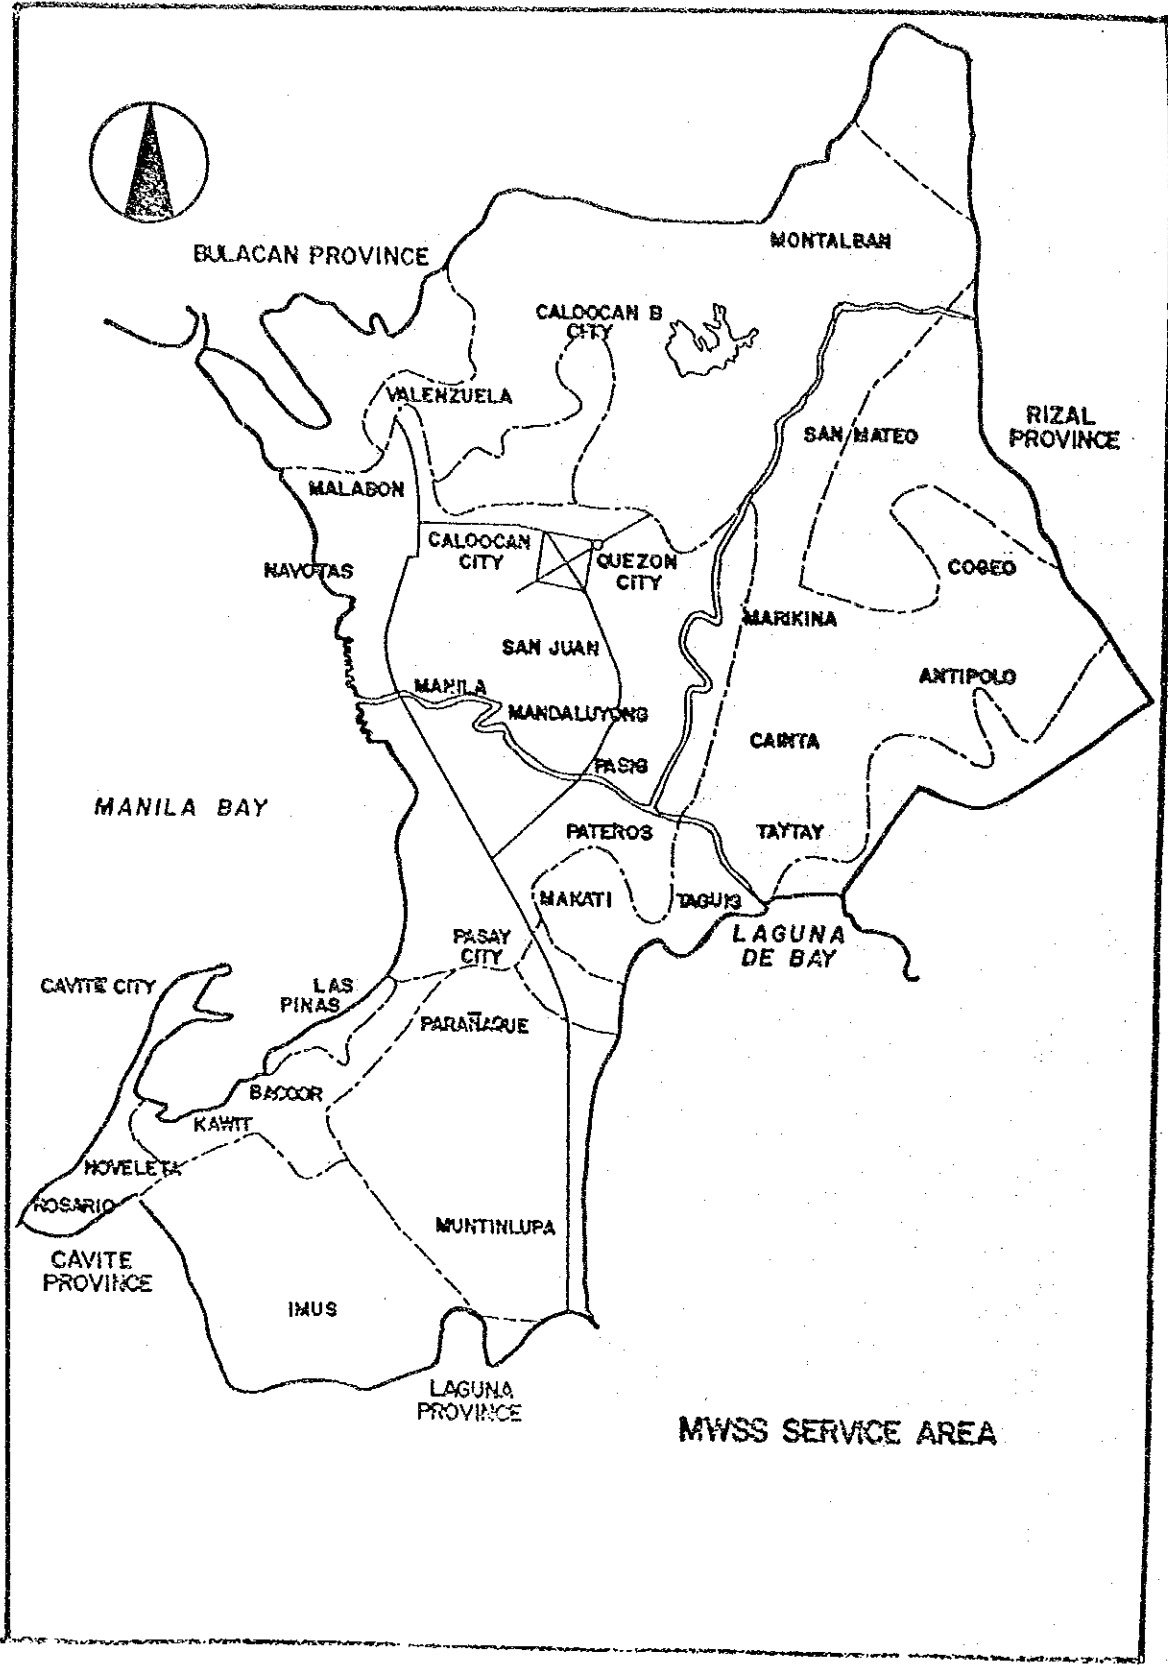 MONTALBAN
BULACAN PROVINCE
CALOOCAN B
CITY
VALENZUELA
RIZAL
PROVINCE
SAN MATEO
MALABON
CALOOCAN
CITY
QUEZON
CITY
NAVOTAS
COGEO
MARIKINA
SAN JUAN
ANTIPOLO
MANILA
MANDALUYONG
CAINTA
PASIG
MANILA BAY
PATEROS
TAYTAY
MAKATI
TAGUIG
LAGUNA
DE BAY
PASAY
CITY
CAVITE CITY
LAS
PINAS
PARAÑAQUE
BACOOR
KAWIT
NOVELETA
ROSARIO
MUNTINLUPA
CAVITE
PROVINCE
IMUS
LAGUNA
PROVINCE
MWSS SERVICE AREA